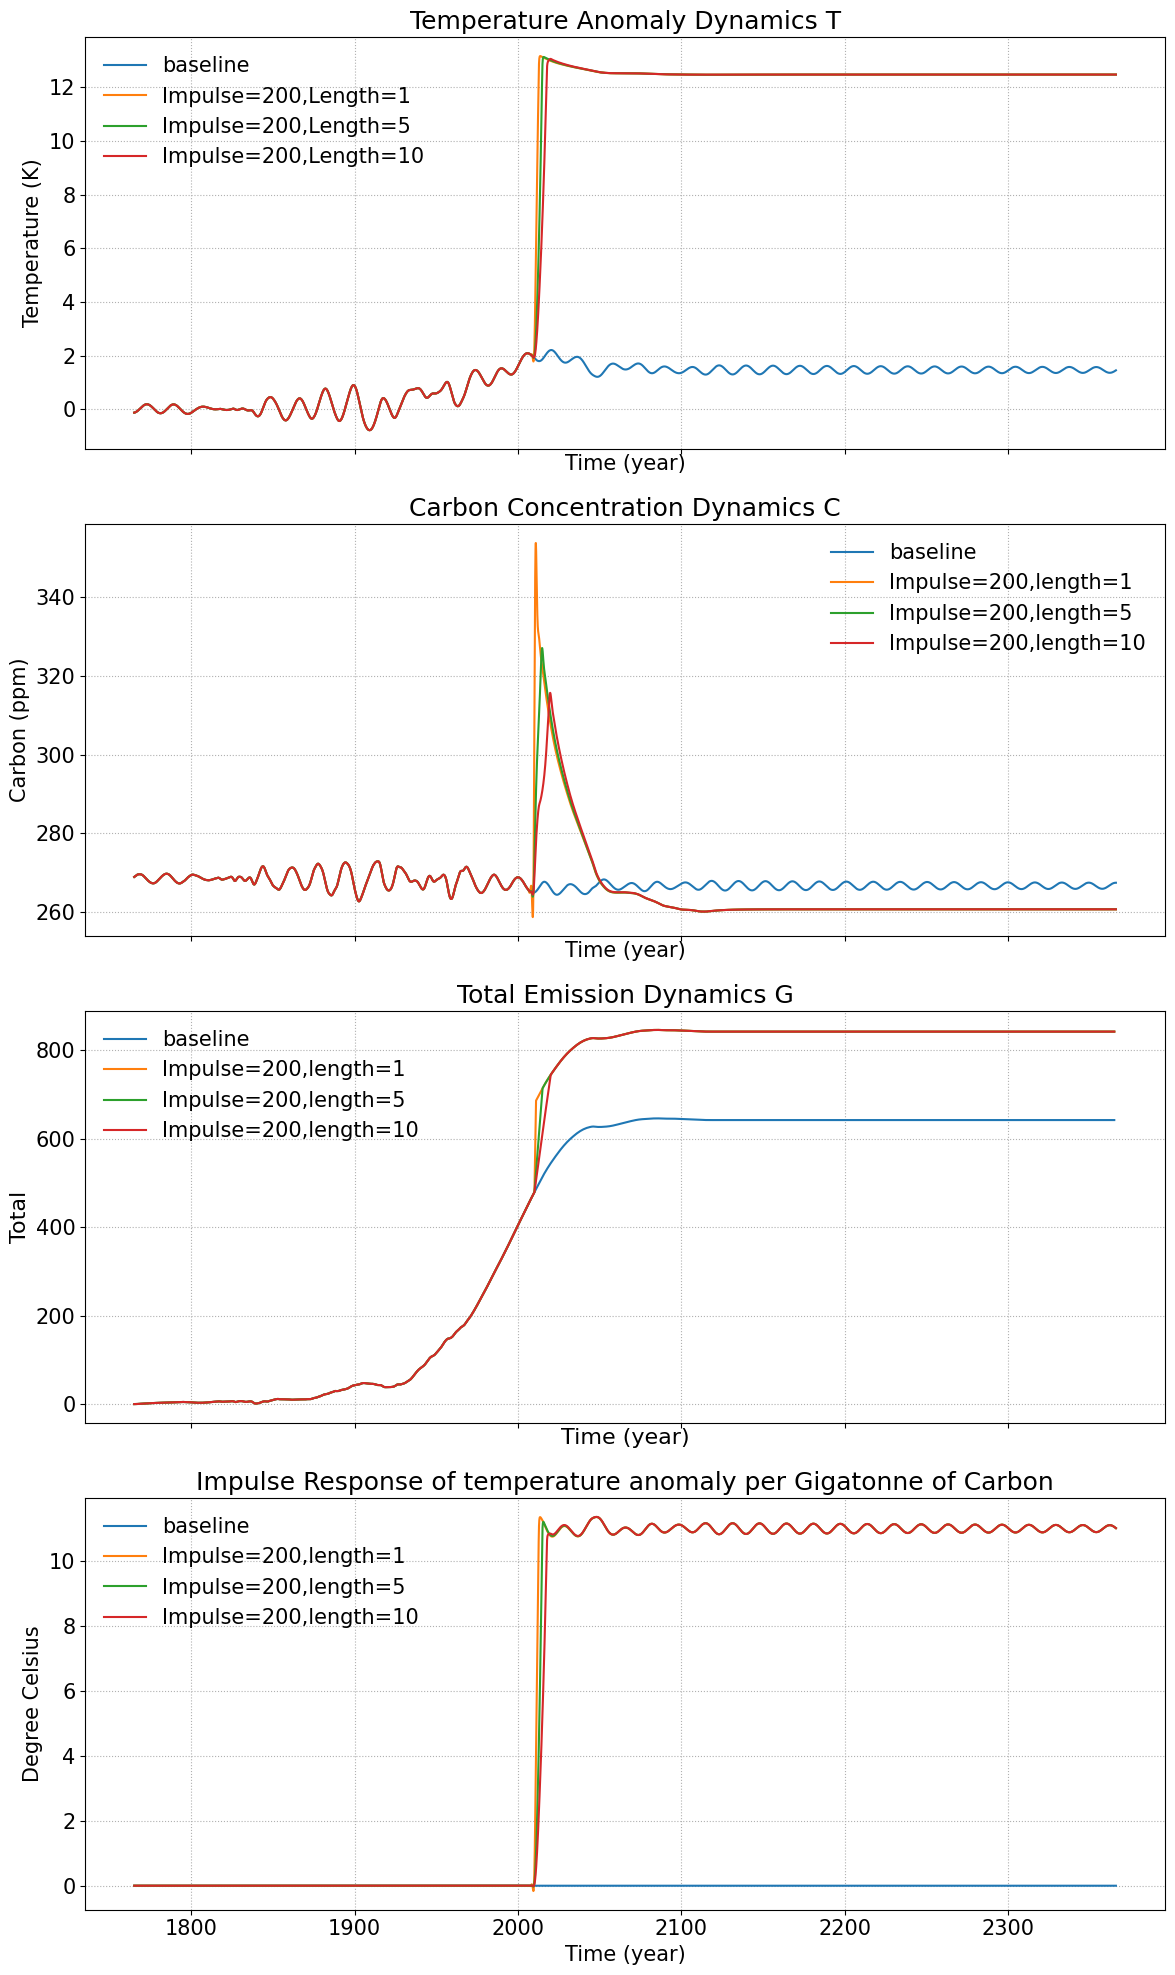 Temperature Anomaly Dynamics T
baseline
Impulse=200,Length=1
Impulse=200,Length=5
Impulse=200,Length=10
12
10
8
6
4
2
0
Temperature (K)
Time (year)
Carbon Concentration Dynamics C
baseline
Impulse=200,length=1
Impulse=200,length=5
Impulse=200,length=10
340
320
300
280
260
Carbon (ppm)
Time (year)
Total Emission Dynamics G
baseline
Impulse=200,length=1
Impulse=200,length=5
Impulse=200,length=10
800
600
400
200
0
Total
Time (year)
Impulse Response of temperature anomaly per Gigatonne of Carbon
baseline
Impulse=200,length=1
Impulse=200,length=5
Impulse=200,length=10
10
8
6
4
2
0
Degree Celsius
1800 1900 2000 2100 2200 2300
Time (year)